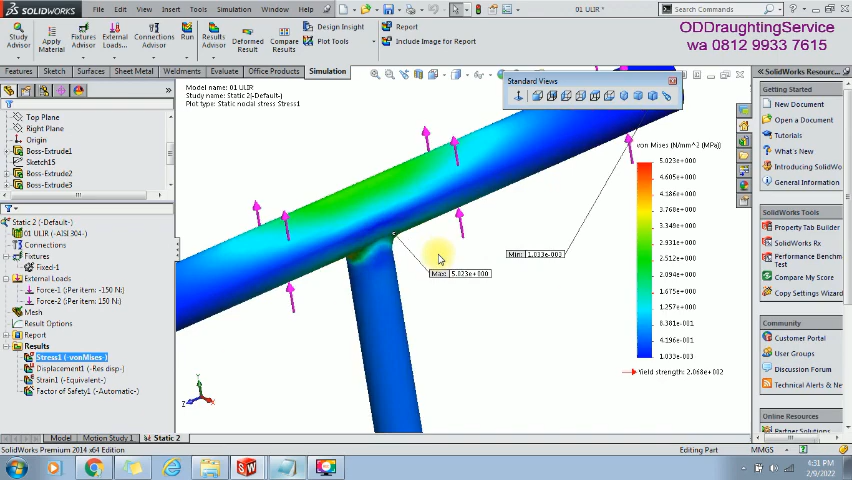 SOLIDWORKS
File Edit View Insert Tools Simulation Window Help
01 ULIR *
Search Commands
ODDraughtingService
wa 0812 9933 7615
Study Advisor
Apply Material
Fixtures Advisor
External Loads...
Connections Advisor
Run
Results Advisor
Deformed Result
Compare Results
Design Insight
Plot Tools
Report
Include Image for Report
Features Sketch Surfaces Sheet Metal Weldments Evaluate Office Products Simulation
Top Plane
Right Plane
Origin
Boss-Extrude1
Sketch15
Boss-Extrude2
Boss-Extrude3
Static 2 (-Default-)
01 ULIR (-AISI 304-)
Connections
Fixtures
Fixed-1
External Loads
Force-1 (:Per item: -150 N:)
Force-2 (:Per item: 150 N:)
Mesh
Result Options
Report
Results
Stress1 (-vonMises-)
Displacement1 (-Res disp-)
Strain1 (-Equivalent-)
Factor of Safety1 (-Automatic-)
Model name: 01 ULIR
Study name: Static 2(-Default-)
Plot type: Static nodal stress Stress1
Standard Views
von Mises (N/mm^2 (MPa))
5.023e+000
4.605e+000
4.186e+000
3.767e+000
3.349e+000
2.930e+000
2.512e+000
2.094e+000
1.675e+000
1.257e+000
8.381e-001
4.196e-001
1.033e-003
Yield strength: 2.068e+002
Max: 5.023e+000
Min: 1.033e-003
Y
Z
X
SolidWorks Resourc...
Getting Started
New Document
Open a Document
Tutorials
What's New
Introducing SolidWo
General Information
SolidWorks Tools
Property Tab Builder
SolidWorks Rx
Performance Bench
Test
Compare My Score
Copy Settings Wizard
Community
Customer Portal
User Groups
Discussion Forum
Technical Alerts & Ne
Online Resources
Partner Solutions
Model Motion Study 1 Static 2
SolidWorks Premium 2014 x64 Edition
Editing Part
MMGS
4:31 PM
2/9/2022